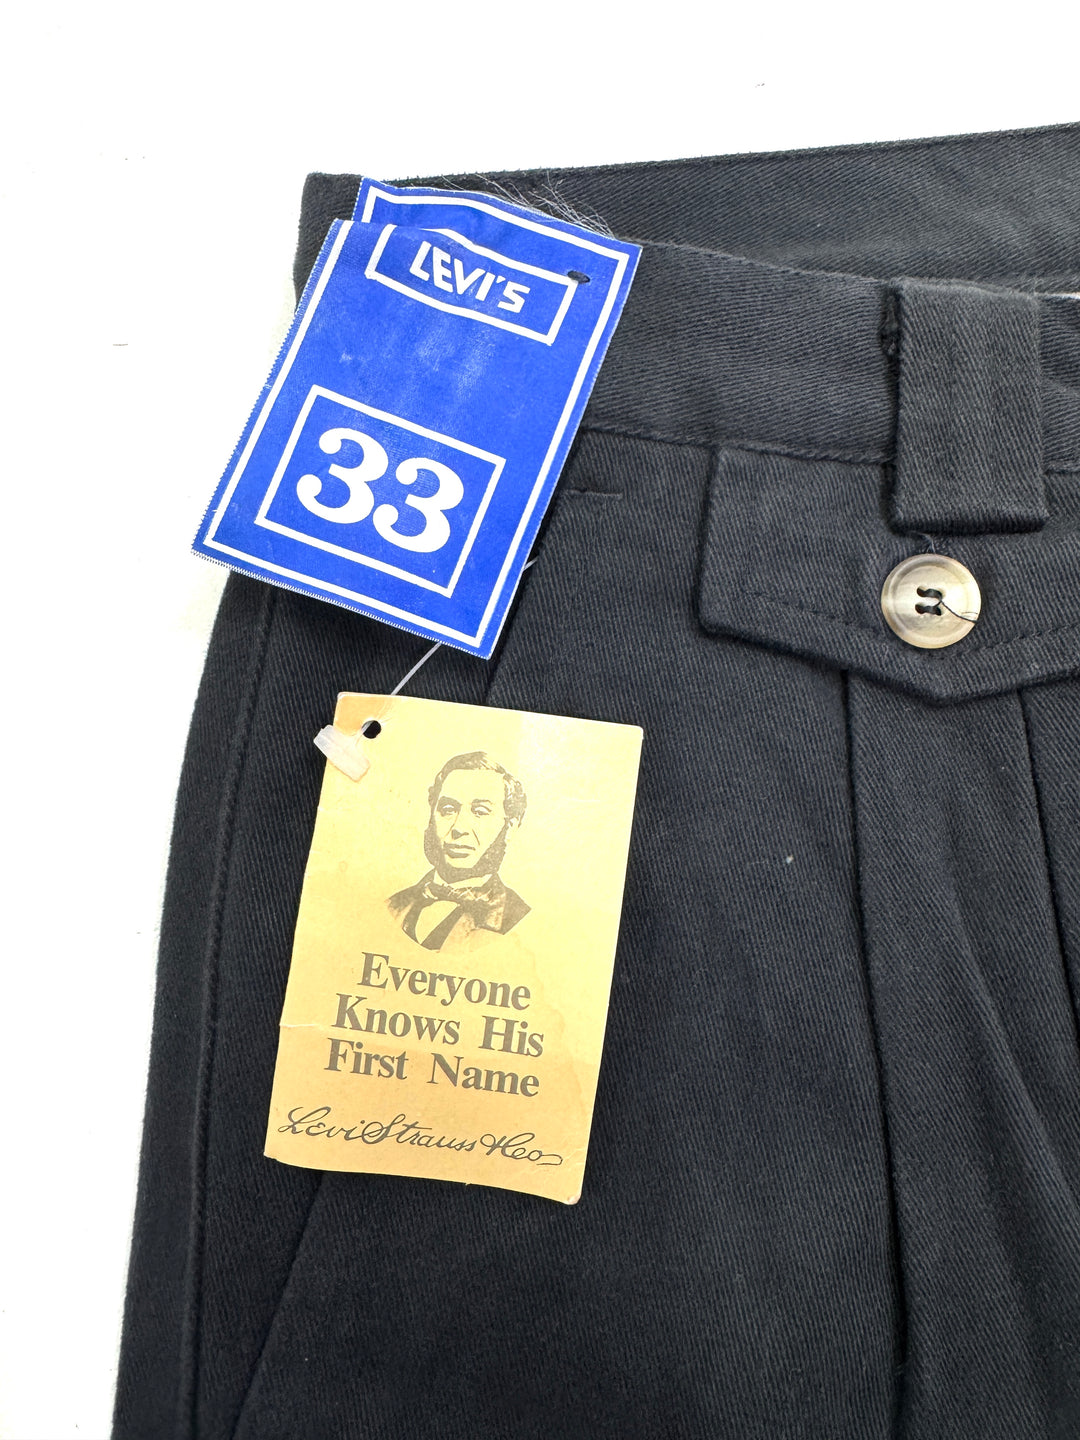 LEVI'S
33
Everyone
Knows His
First Name
Levi Strauss & Co